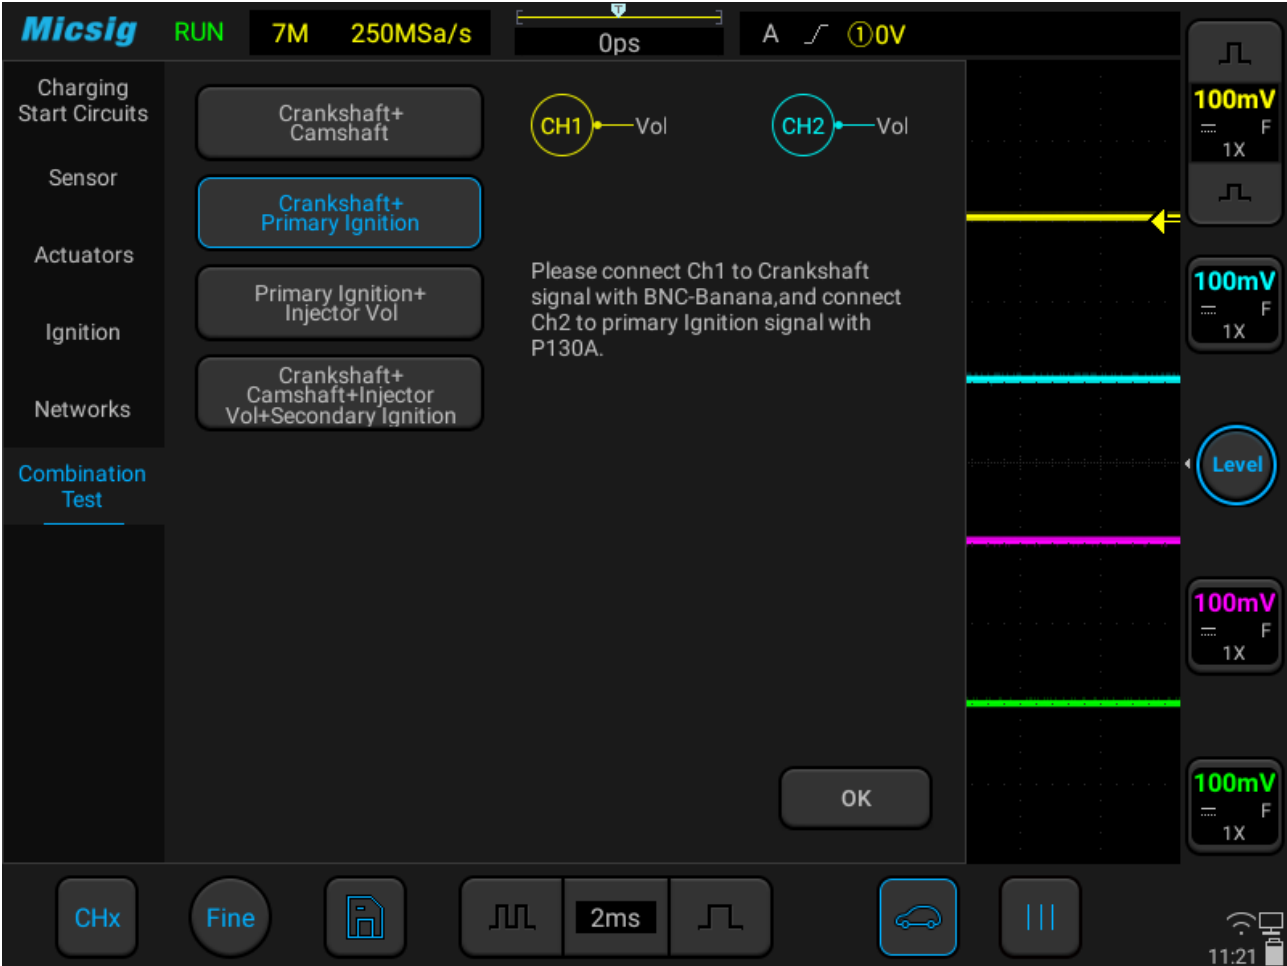 Micsig RUN 7M 250MSa/s T 0ps A ①0V
Charging
Start Circuits
Sensor
Actuators
Ignition
Networks
Combination
Test
Crankshaft+
Camshaft
Crankshaft+
Primary Ignition
Primary Ignition+
Injector Vol
Crankshaft+
Camshaft+Injector
Vol+Secondary Ignition
CH1 Vol CH2 Vol
Please connect Ch1 to Crankshaft
signal with BNC-Banana,and connect
Ch2 to primary Ignition signal with
P130A.
OK
100mV
F
1X
100mV
F
1X
Level
100mV
F
1X
100mV
F
1X
CHx Fine 2ms
11:21